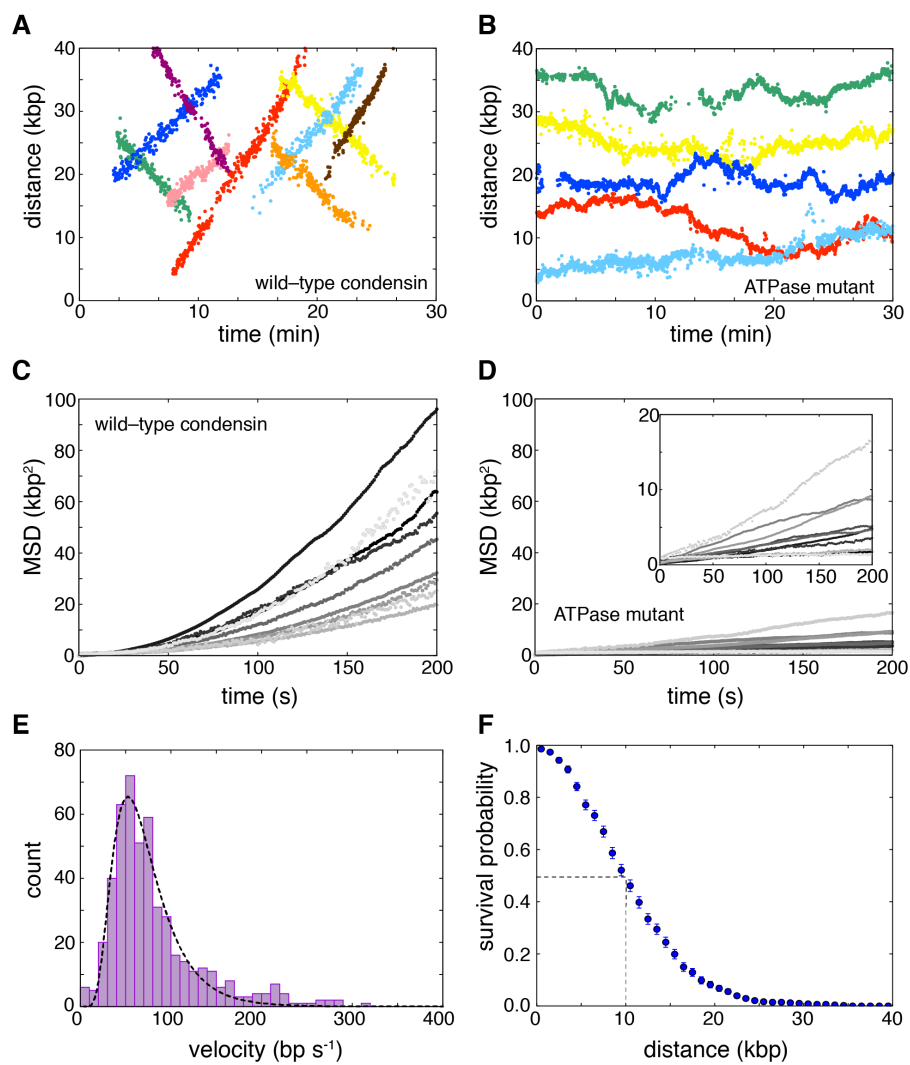 A
40
30
20
10
0
distance (kbp)
wild–type condensin
0 10 20 30
time (min)
B
40
30
20
10
0
distance (kbp)
ATPase mutant
0 10 20 30
time (min)
C
100
80
60
40
20
0
MSD (kbp²)
wild–type condensin
0 50 100 150 200
time (s)
D
100
80
60
40
20
0
MSD (kbp²)
20
10
0
0 50 100 150 200
ATPase mutant
0 50 100 150 200
time (s)
E
80
60
40
20
0
count
0 100 200 300 400
velocity (bp s⁻¹)
F
1.0
0.8
0.6
0.4
0.2
0.0
survival probability
0 10 20 30 40
distance (kbp)